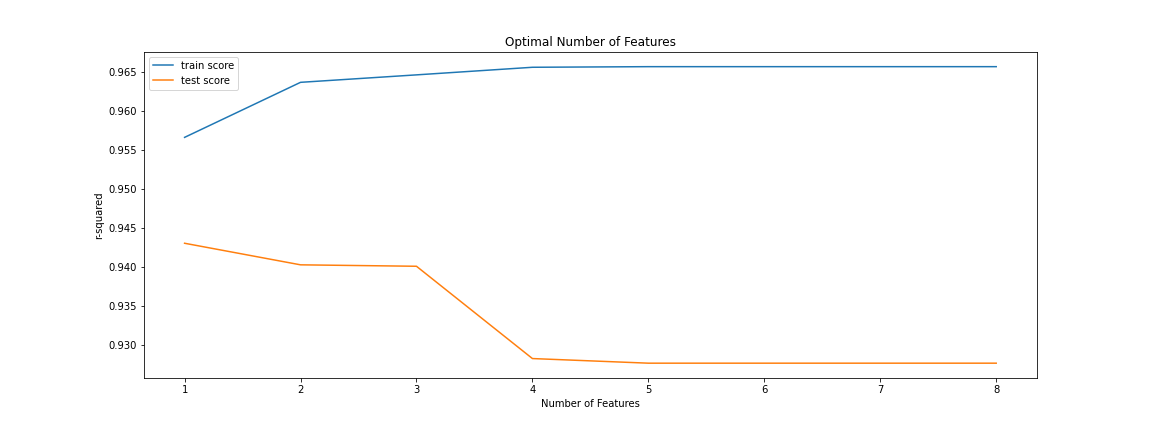 Optimal Number of Features
train score
test score
0.965
0.960
0.955
0.950
0.945
0.940
0.935
0.930
r-squared
1 2 3 4 5 6 7 8
Number of Features